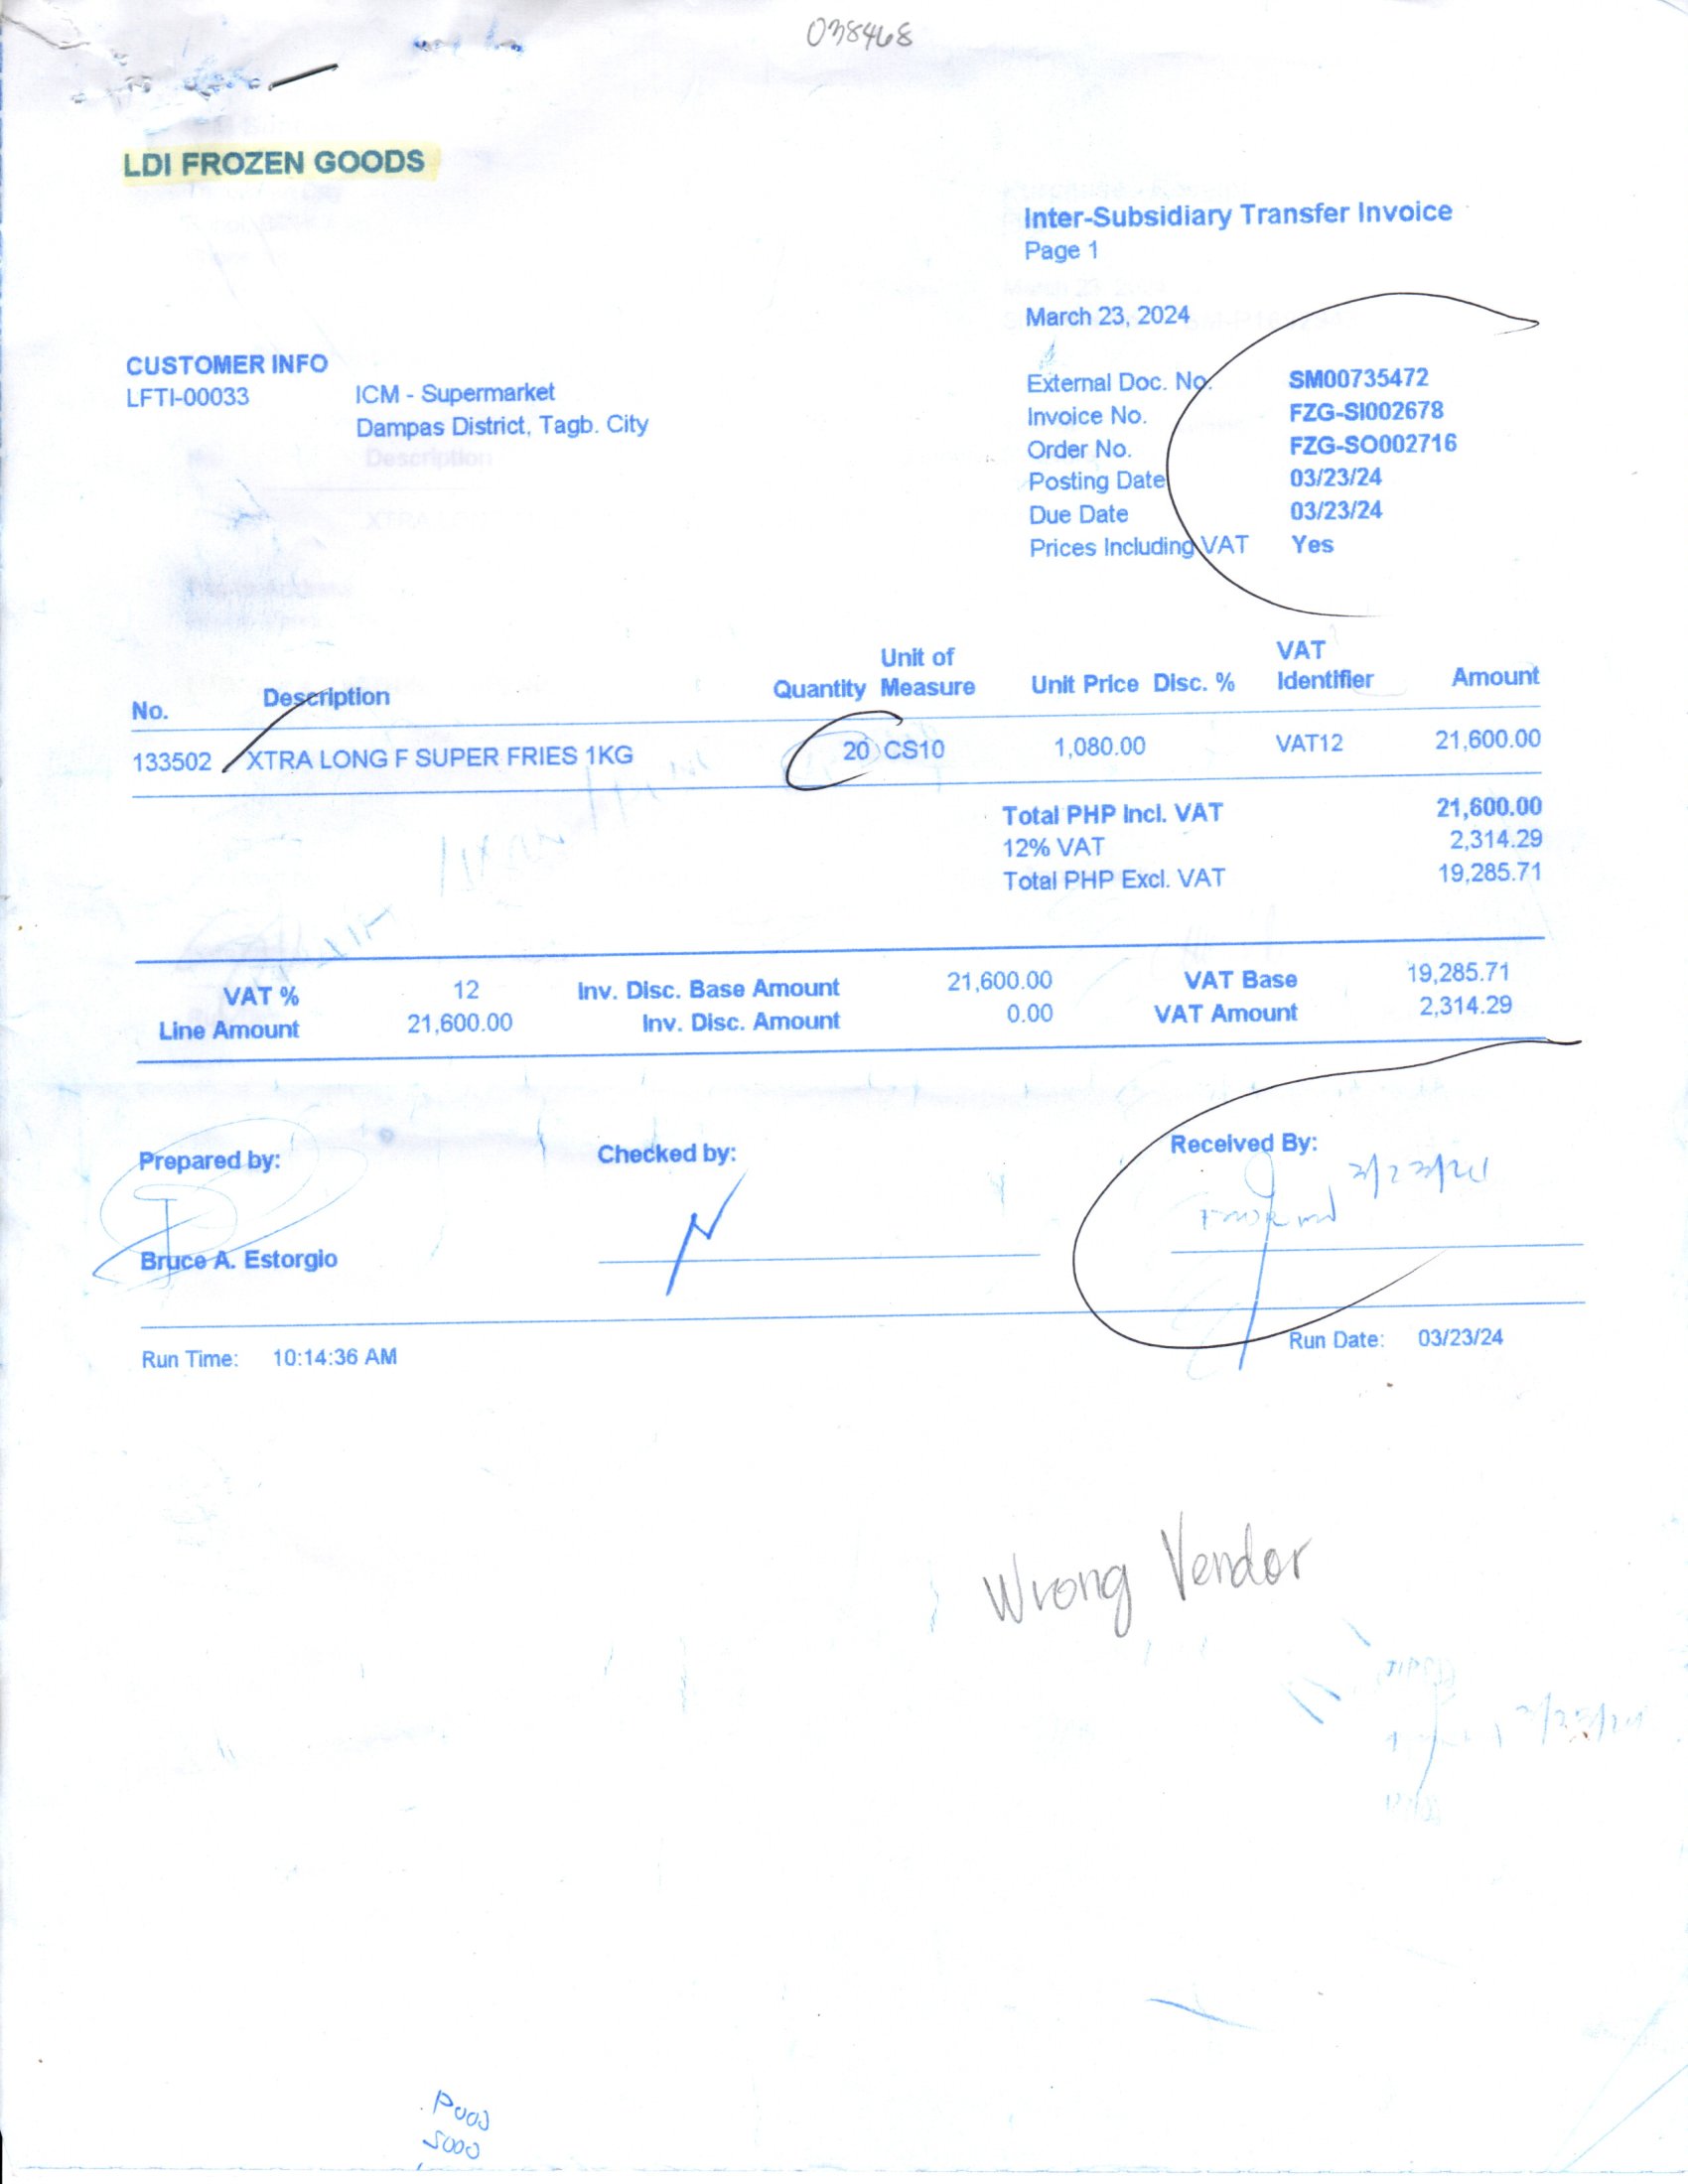 038468
LDI FROZEN GOODS
Inter-Subsidiary Transfer Invoice
Page 1
March 23, 2024
CUSTOMER INFO
LFTI-00033 ICM - Supermarket
Dampas District, Tagb. City
External Doc. No. SM00735472
Invoice No. FZG-SI002678
Order No. FZG-SO002716
Posting Date 03/23/24
Due Date 03/23/24
Prices Including VAT Yes
No. Description Quantity Unit of Measure Unit Price Disc. % VAT Identifier Amount
133502 XTRA LONG F SUPER FRIES 1KG 20 CS10 1,080.00 VAT12 21,600.00
Total PHP Incl. VAT 21,600.00
12% VAT 2,314.29
Total PHP Excl. VAT 19,285.71
VAT % 12 Inv. Disc. Base Amount 21,600.00 VAT Base 19,285.71
Line Amount 21,600.00 Inv. Disc. Amount 0.00 VAT Amount 2,314.29
Prepared by: Checked by: Received By:
3/23/24
Bruce A. Estorgio
Run Time: 10:14:36 AM Run Date: 03/23/24
Wrong Vendor